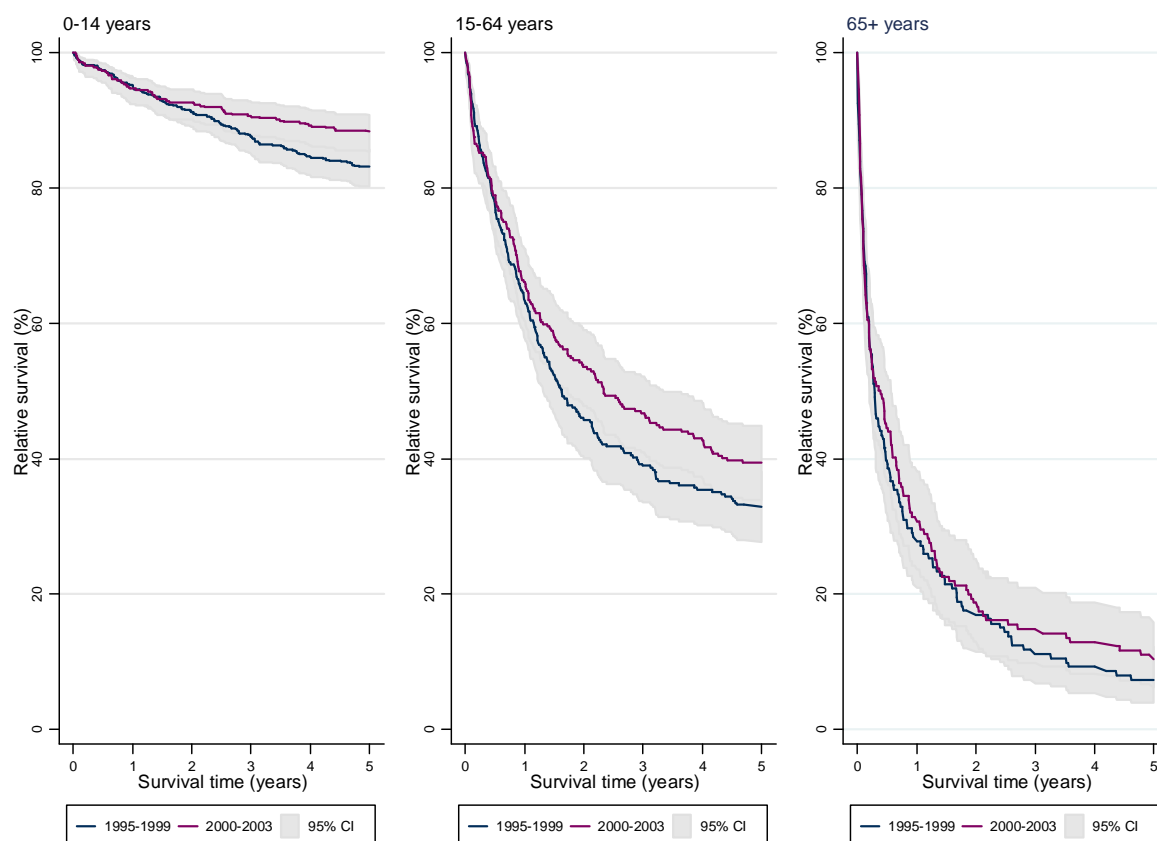 0-14 years
Relative survival (%)
100
80
60
40
20
0
0 1 2 3 4 5
Survival time (years)
1995-1999 2000-2003 95% CI
15-64 years
Relative survival (%)
100
80
60
40
20
0
0 1 2 3 4 5
Survival time (years)
1995-1999 2000-2003 95% CI
65+ years
Relative survival (%)
100
80
60
40
20
0
0 1 2 3 4 5
Survival time (years)
1995-1999 2000-2003 95% CI